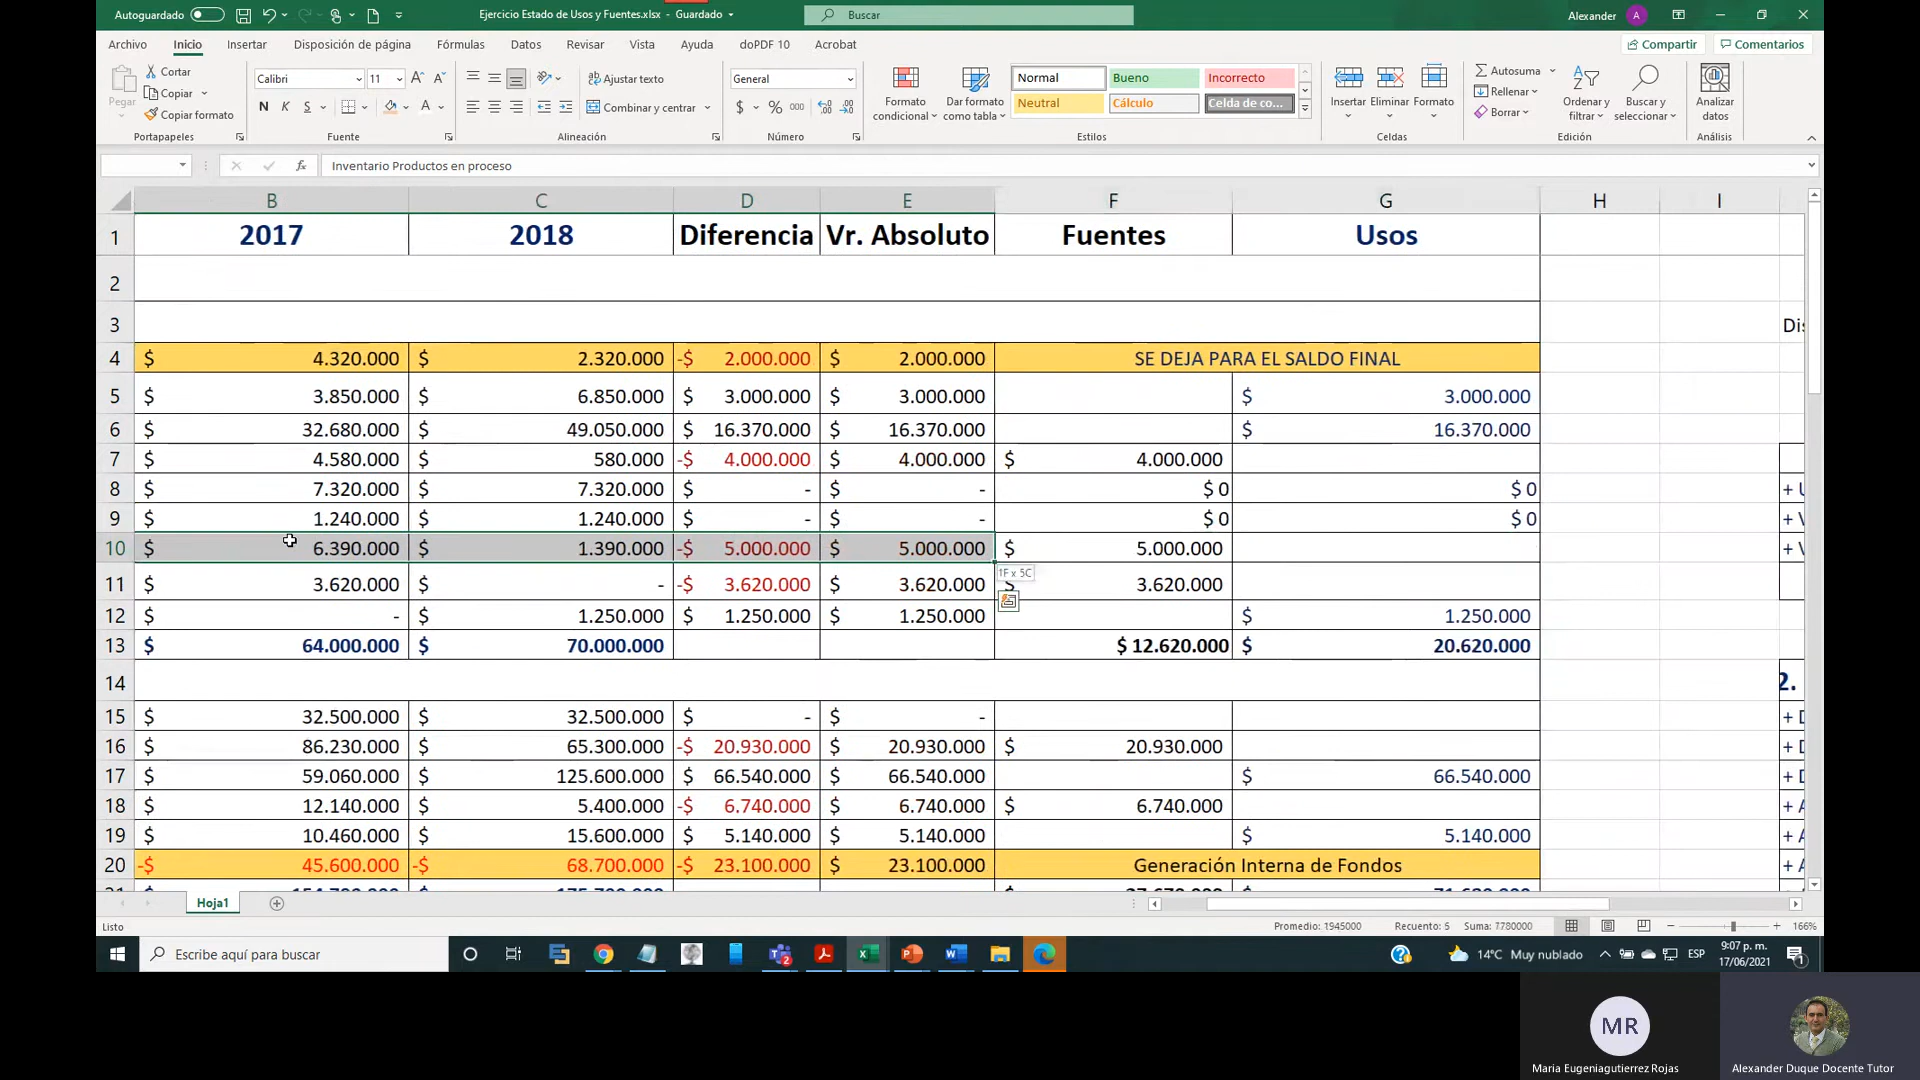 Autoguardado
Ejercicio Estado de Usos y Fuentes.xlsx - Guardado
Buscar
Alexander
A
Archivo Inicio Insertar Disposición de página Fórmulas Datos Revisar Vista Ayuda doPDF 10 Acrobat
Compartir
Comentarios
Pegar
Cortar
Copiar
Copiar formato
Portapapeles
Calibri 11
N K S
Fuente
Ajustar texto
Combinar y centrar
Alineación
General
$ % 000
Número
Formato condicional
Dar formato como tabla
Normal Bueno Incorrecto
Neutral Cálculo Celda de co...
Estilos
Insertar Eliminar Formato
Celdas
Autosuma
Rellenar
Borrar
Ordenar y filtrar
Buscar y seleccionar
Edición
Analizar datos
Análisis
fx Inventario Productos en proceso
B C D E F G H I
1 2017 2018 Diferencia Vr. Absoluto Fuentes Usos
2
3 Dis
4 $ 4.320.000 $ 2.320.000 -$ 2.000.000 $ 2.000.000 SE DEJA PARA EL SALDO FINAL
5 $ 3.850.000 $ 6.850.000 $ 3.000.000 $ 3.000.000 $ 3.000.000
6 $ 32.680.000 $ 49.050.000 $ 16.370.000 $ 16.370.000 $ 16.370.000
7 $ 4.580.000 $ 580.000 -$ 4.000.000 $ 4.000.000 $ 4.000.000
8 $ 7.320.000 $ 7.320.000 $ - $ - $ 0 $ 0 + U
9 $ 1.240.000 $ 1.240.000 $ - $ - $ 0 $ 0 + V
10 $ 6.390.000 $ 1.390.000 -$ 5.000.000 $ 5.000.000 $ 5.000.000 + V
1F x 5C
11 $ 3.620.000 $ - -$ 3.620.000 $ 3.620.000 $ 3.620.000
12 $ - $ 1.250.000 $ 1.250.000 $ 1.250.000 $ 1.250.000
13 $ 64.000.000 $ 70.000.000 $ 12.620.000 $ 20.620.000
14 2.
15 $ 32.500.000 $ 32.500.000 $ - $ - + D
16 $ 86.230.000 $ 65.300.000 -$ 20.930.000 $ 20.930.000 $ 20.930.000 + D
17 $ 59.060.000 $ 125.600.000 $ 66.540.000 $ 66.540.000 $ 66.540.000 + D
18 $ 12.140.000 $ 5.400.000 -$ 6.740.000 $ 6.740.000 $ 6.740.000 + A
19 $ 10.460.000 $ 15.600.000 $ 5.140.000 $ 5.140.000 $ 5.140.000 + A
20 -$ 45.600.000 -$ 68.700.000 -$ 23.100.000 $ 23.100.000 Generación Interna de Fondos + A
Hoja1
Listo
Promedio: 1945000 Recuento: 5 Suma: 7780000
166%
Escribe aquí para buscar
14°C Muy nublado
ESP
9:07 p. m.
17/06/2021
MR
Maria Eugeniagutierrez Rojas
Alexander Duque Docente Tutor